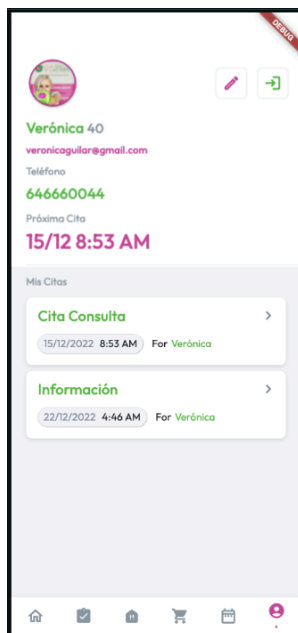 DEBUG
Verónica 40
veronicaguilar@gmail.com
Teléfono
646660044
Próxima Cita
15/12 8:53 AM
Mis Citas
Cita Consulta
15/12/2022 8:53 AM For Verónica
Información
22/12/2022 4:46 AM For Verónica